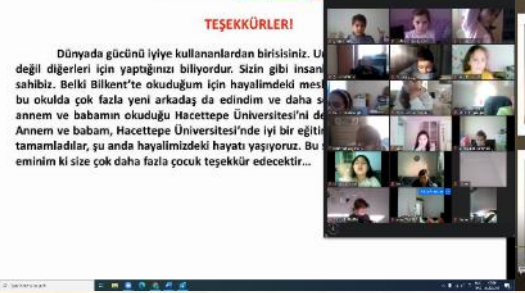 TEŞEKKÜRLER!
Dünyada gücünü iyiye kullananlardan birisisiniz.
değil diğerleri için yaptığınızı biliyordur. Sizin gibi
sahibiz. Belki Bilkent’te okuduğum için hayalimdeki
bu okulda çok fazla yeni arkadaş da edindim ve daha
annem ve babamın okuduğu Hacettepe Üniversitesi’ni
Annem ve babam, Hacettepe Üniversitesi’nde iyi bir
tamamladılar, şu anda hayalimizdeki hayatı yaşıyoruz. Bu
eminim ki size çok daha fazla çocuk teşekkür edecektir...